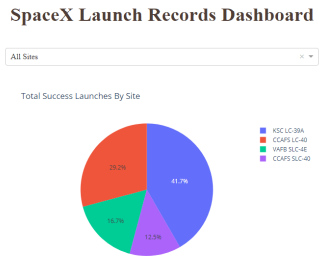 SpaceX Launch Records Dashboard
All Sites
Total Success Launches By Site
KSC LC-39A
CCAFS LC-40
VAFB SLC-4E
CCAFS SLC-40
41.7%
29.2%
16.7%
12.5%